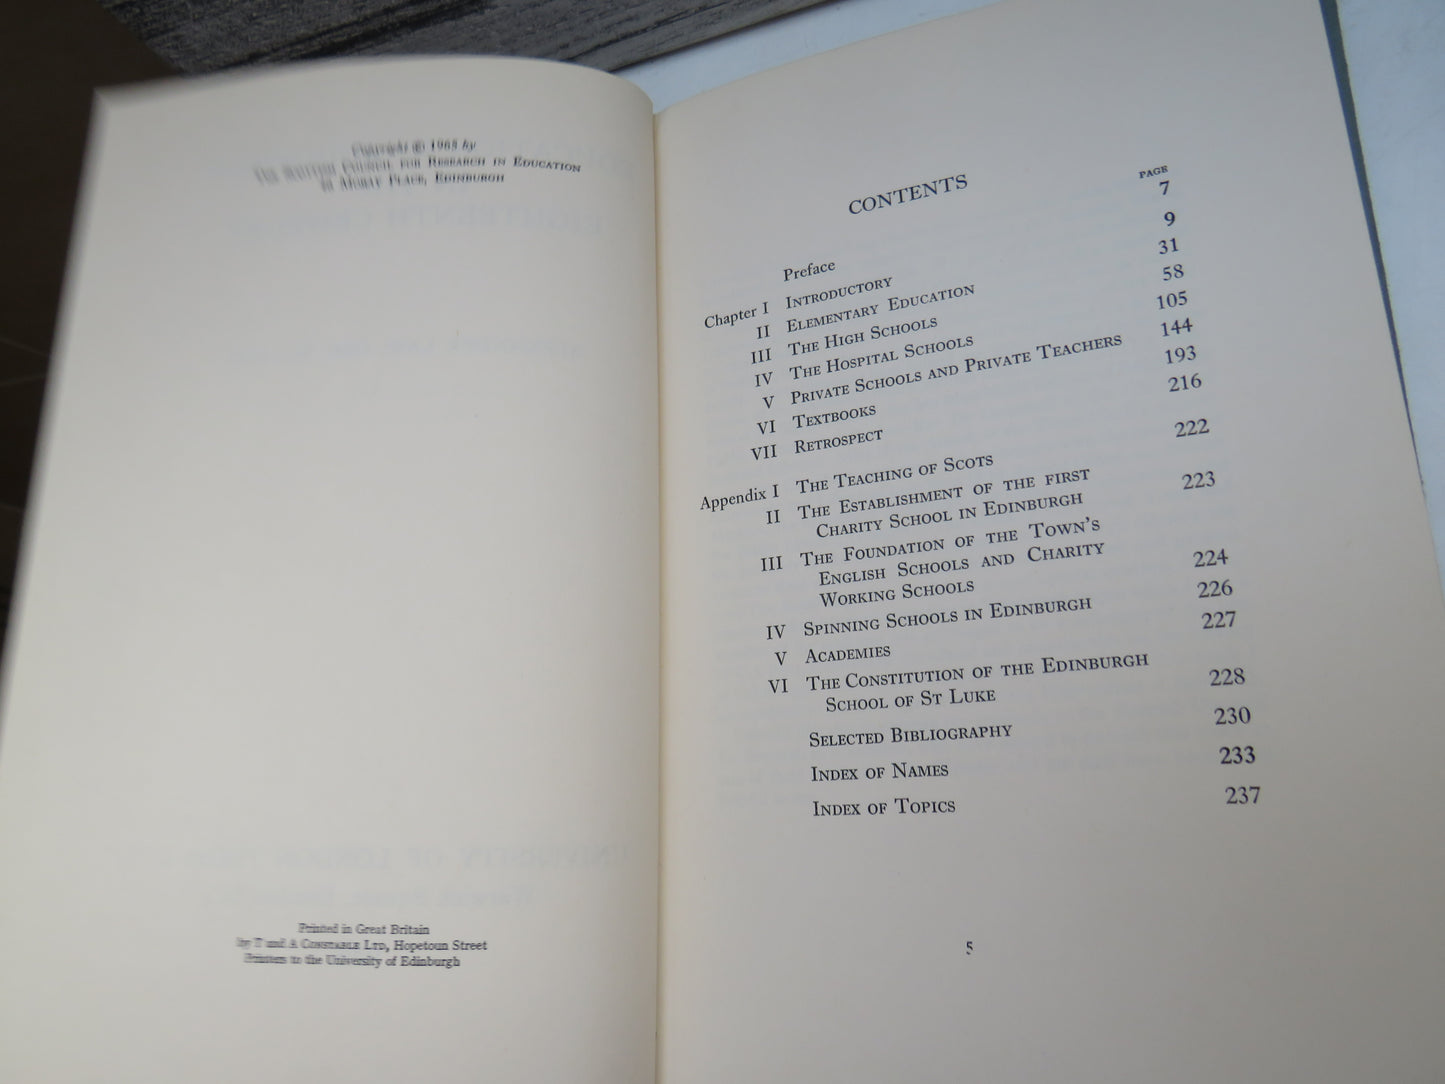 Copyright © 1965 by
The Scottish Council for Research in Education
Moray Place, Edinburgh
Printed in Great Britain
by T and A Constable Ltd, Hopetoun Street
Printers to the University of Edinburgh
CONTENTS
PAGE
Preface 7
Chapter I Introductory 9
II Elementary Education 31
III The High Schools 58
IV The Hospital Schools 105
V Private Schools and Private Teachers 144
VI Textbooks 193
VII Retrospect 216
Appendix I The Teaching of Scots 222
II The Establishment of the first
Charity School in Edinburgh 223
III The Foundation of the Town's
English Schools and Charity
Working Schools 224
IV Spinning Schools in Edinburgh 226
V Academies 227
VI The Constitution of the Edinburgh
School of St Luke 228
Selected Bibliography 230
Index of Names 233
Index of Topics 237
5